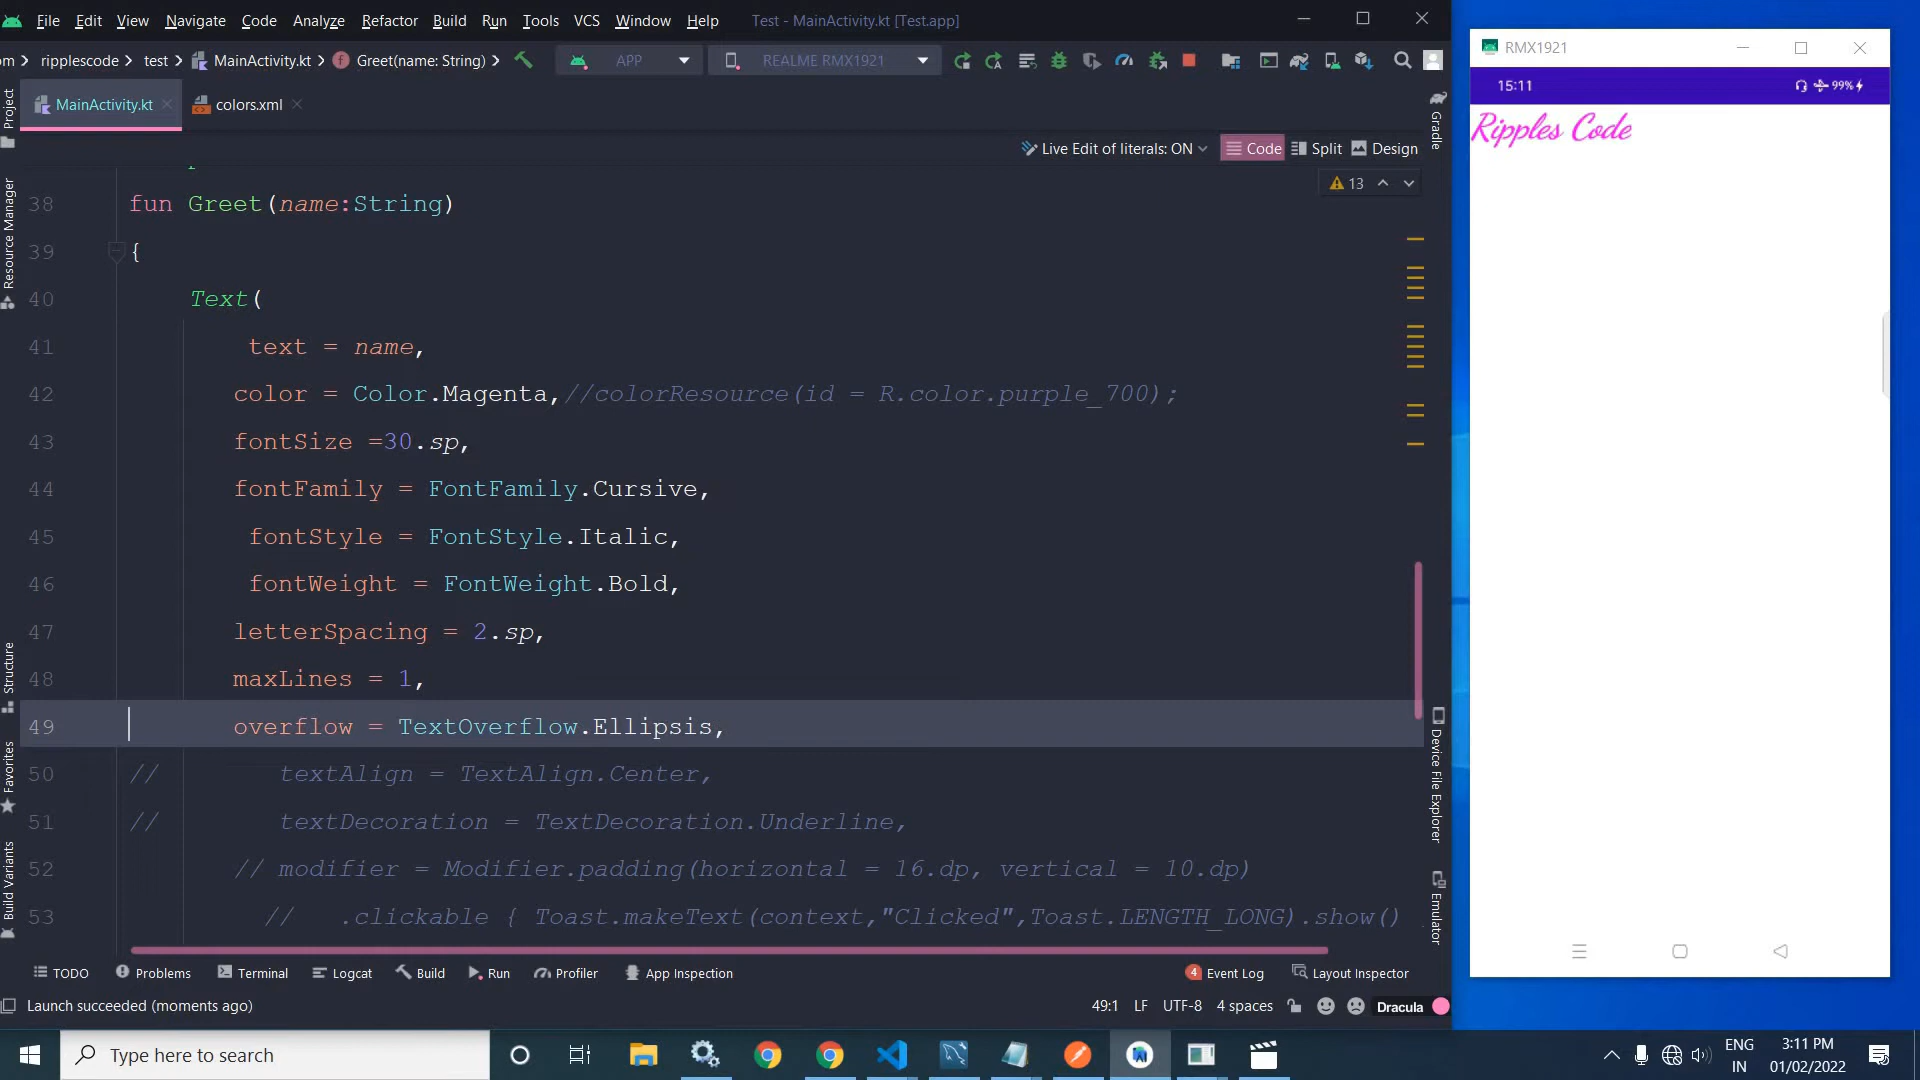 File Edit View Navigate Code Analyze Refactor Build Run Tools VCS Window Help Test - MainActivity.kt [Test.app]
om ripplescode test MainActivity.kt Greet(name: String) APP REALME RMX1921
MainActivity.kt colors.xml
Live Edit of literals: ON Code Split Design
13
38 fun Greet(name:String)
39 {
40 Text(
41 text = name,
42 color = Color.Magenta,//colorResource(id = R.color.purple_700);
43 fontSize =30.sp,
44 fontFamily = FontFamily.Cursive,
45 fontStyle = FontStyle.Italic,
46 fontWeight = FontWeight.Bold,
47 letterSpacing = 2.sp,
48 maxLines = 1,
49 overflow = TextOverflow.Ellipsis,
50 // textAlign = TextAlign.Center,
51 // textDecoration = TextDecoration.Underline,
52 // modifier = Modifier.padding(horizontal = 16.dp, vertical = 10.dp)
53 // .clickable { Toast.makeText(context,"Clicked",Toast.LENGTH_LONG).show()
Project
Resource Manager
Structure
Favorites
Build Variants
Gradle
Device File Explorer
Emulator
TODO Problems Terminal Logcat Build Run Profiler App Inspection 4 Event Log Layout Inspector
Launch succeeded (moments ago) 49:1 LF UTF-8 4 spaces Dracula
RMX1921
15:11 99%
Ripples Code
Type here to search
ENG
IN
3:11 PM
01/02/2022